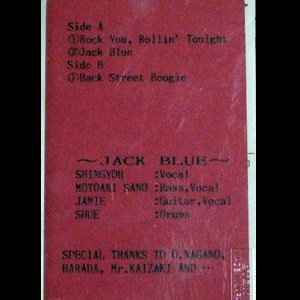 Side A
①Rock You, Rollin' Tonight
②Jack Blue
Side B
①Back Street Boogie
～JACK BLUE～
SHINGYOH :Vocal
MOTOAKI SANO :Bass,Vocal
JAMIE :Guitar,Vocal
SHUE :Drums
SPECIAL THANKS TO O.NAGANO,
HARADA, Mr.KAIZAKI AND …